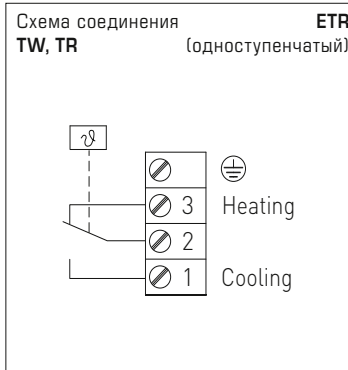 Схема соединения ETR
TW, TR (одноступенчатый)
ϑ
3 Heating
2
1 Cooling